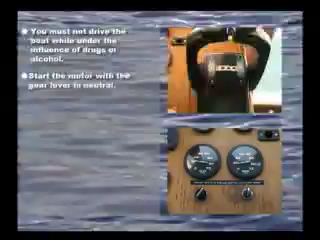 You must not drive the
boat while under the
influence of drugs or
alcohol.
Start the motor with the
gear lever in neutral.